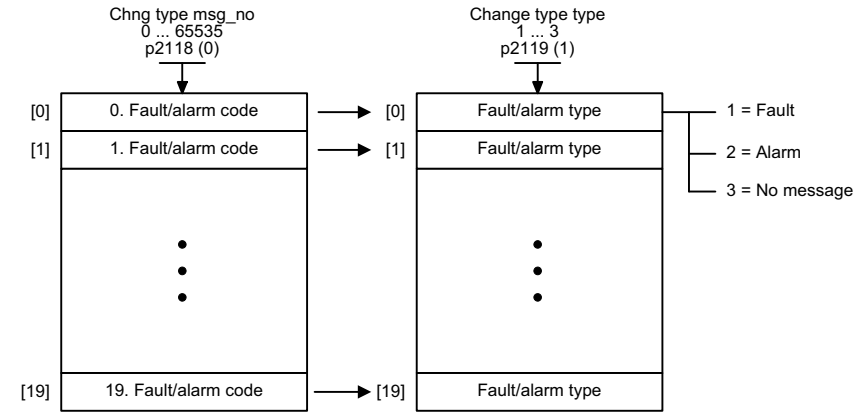 Chng type msg_no
0 ... 65535
p2118 (0)
Change type type
1 ... 3
p2119 (1)
[0] 0. Fault/alarm code [0] Fault/alarm type 1 = Fault
[1] 1. Fault/alarm code [1] Fault/alarm type 2 = Alarm
3 = No message
[19] 19. Fault/alarm code [19] Fault/alarm type